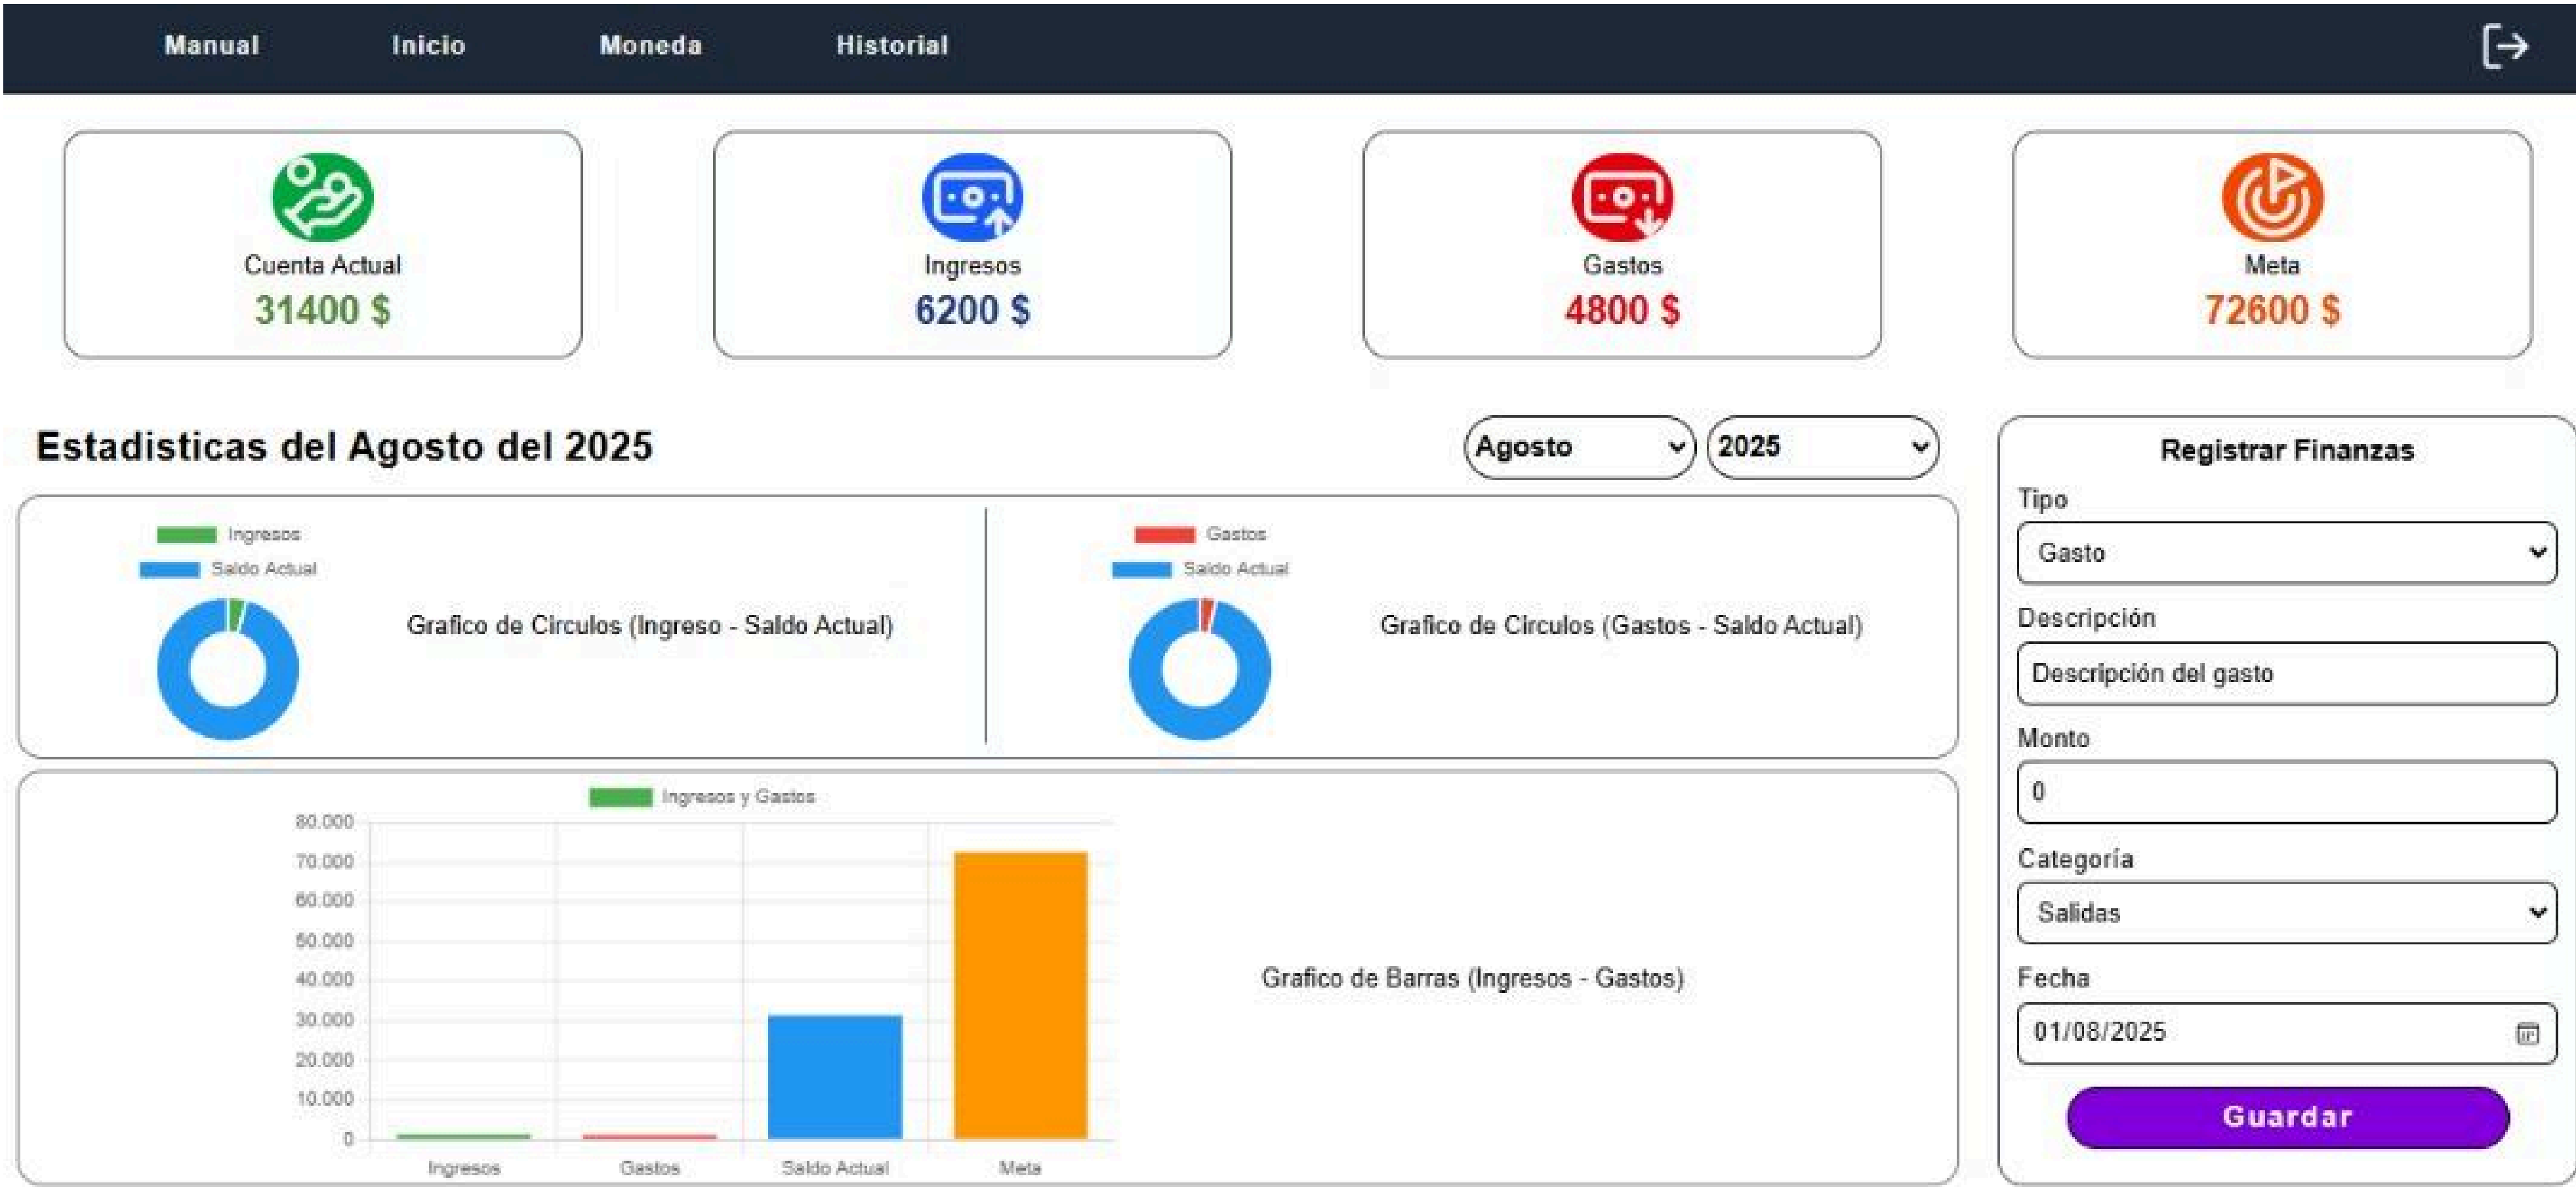 Manual Inicio Moneda Historial
Cuenta Actual
31400 $
Ingresos
6200 $
Gastos
4800 $
Meta
72600 $
Estadisticas del Agosto del 2025
Agosto
2025
Ingresos
Saldo Actual
Grafico de Circulos (Ingreso - Saldo Actual)
Gastos
Saldo Actual
Grafico de Circulos (Gastos - Saldo Actual)
Ingresos y Gastos
80.000
70.000
60.000
50.000
40.000
30.000
20.000
10.000
0
Ingresos Gastos Saldo Actual Meta
Grafico de Barras (Ingresos - Gastos)
Registrar Finanzas
Tipo
Gasto
Descripción
Descripción del gasto
Monto
0
Categoría
Salidas
Fecha
01/08/2025
Guardar